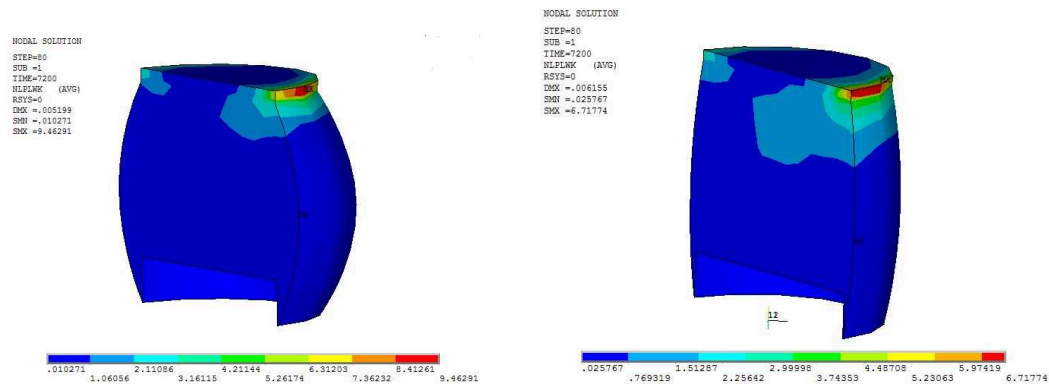 NODAL SOLUTION
STEP=80
SUB =1
TIME=7200
NLPLWK (AVG)
RSYS=0
DMX =.005199
SMN =.010271
SMX =9.46291
.010271
1.06056
2.11086
3.16115
4.21144
5.26174
6.31203
7.36232
8.41261
9.46291
NODAL SOLUTION
STEP=80
SUB =1
TIME=7200
NLPLWK (AVG)
RSYS=0
DMX =.006155
SMN =.025767
SMX =6.71774
12
.025767
.769319
1.51287
2.25642
2.99998
3.74353
4.48708
5.23063
5.97419
6.71774